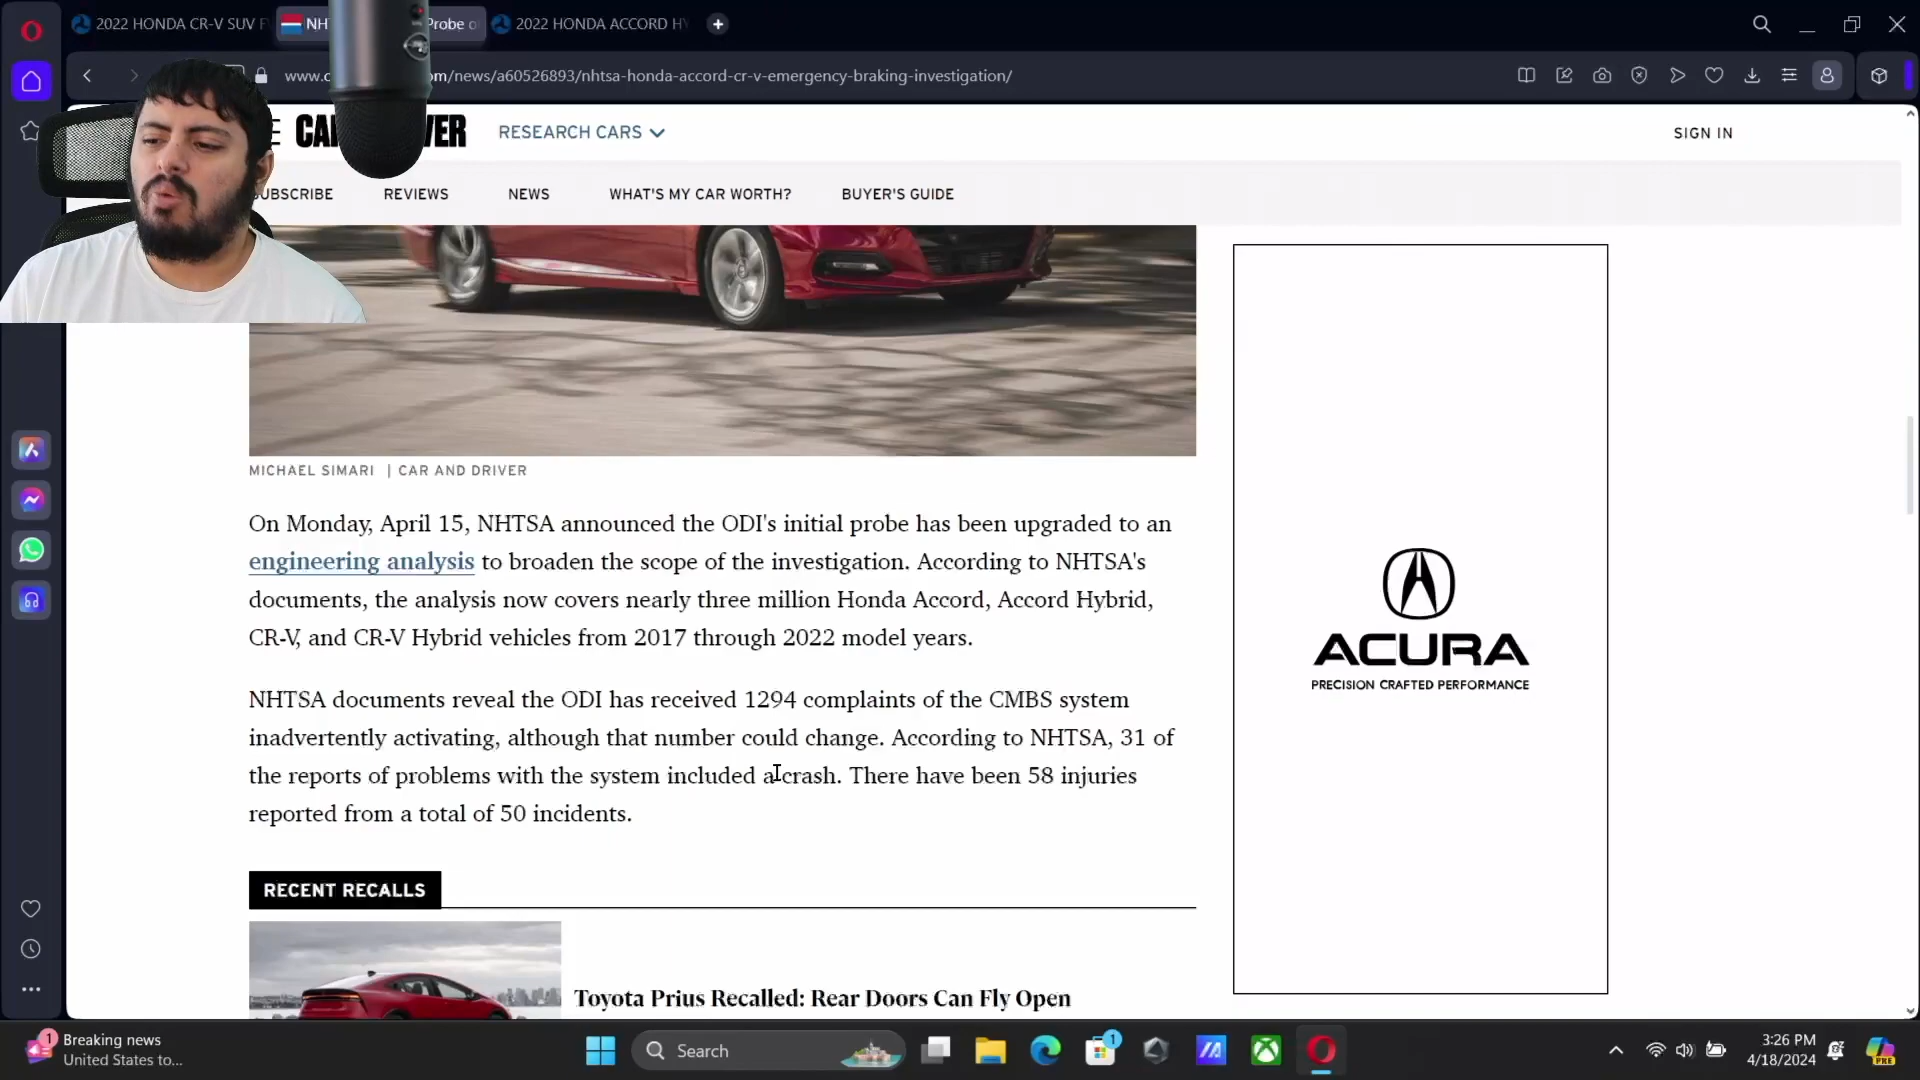 2022 HONDA CR-V SUV
Probe o
2022 HONDA ACCORD HY
om/news/a60526893/nhtsa-honda-accord-cr-v-emergency-braking-investigation/
RESEARCH CARS
SIGN IN
UBSCRIBE
REVIEWS
NEWS
WHAT'S MY CAR WORTH?
BUYER'S GUIDE
MICHAEL SIMARI | CAR AND DRIVER
On Monday, April 15, NHTSA announced the ODI's initial probe has been upgraded to an
engineering analysis to broaden the scope of the investigation. According to NHTSA's
documents, the analysis now covers nearly three million Honda Accord, Accord Hybrid,
CR-V, and CR-V Hybrid vehicles from 2017 through 2022 model years.
NHTSA documents reveal the ODI has received 1294 complaints of the CMBS system
inadvertently activating, although that number could change. According to NHTSA, 31 of
the reports of problems with the system included a crash. There have been 58 injuries
reported from a total of 50 incidents.
ACURA
PRECISION CRAFTED PERFORMANCE
RECENT RECALLS
Toyota Prius Recalled: Rear Doors Can Fly Open
1
Breaking news
United States to...
Search
1
3:26 PM
4/18/2024